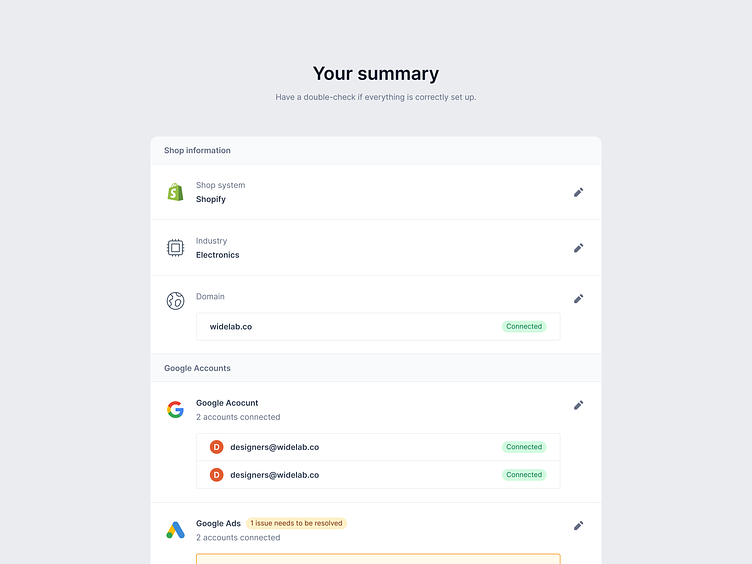 Your summary
Have a double-check if everything is correctly set up.
Shop information
Shop system
Shopify
Industry
Electronics
Domain
widelab.co Connected
Google Accounts
Google Acocunt
2 accounts connected
D designers@widelab.co Connected
D designers@widelab.co Connected
Google Ads 1 issue needs to be resolved
2 accounts connected